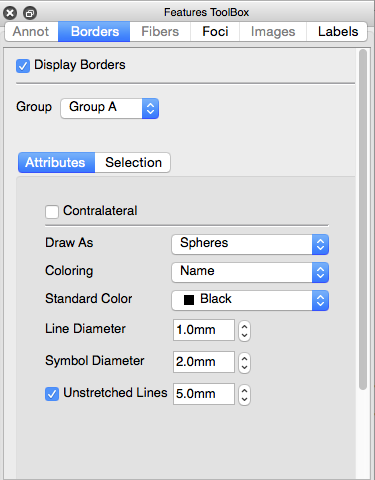 Features ToolBox
Annot Borders Fibers Foci Images Labels
Display Borders
Group Group A
Attributes Selection
Contralateral
Draw As Spheres
Coloring Name
Standard Color Black
Line Diameter 1.0mm
Symbol Diameter 2.0mm
Unstretched Lines 5.0mm